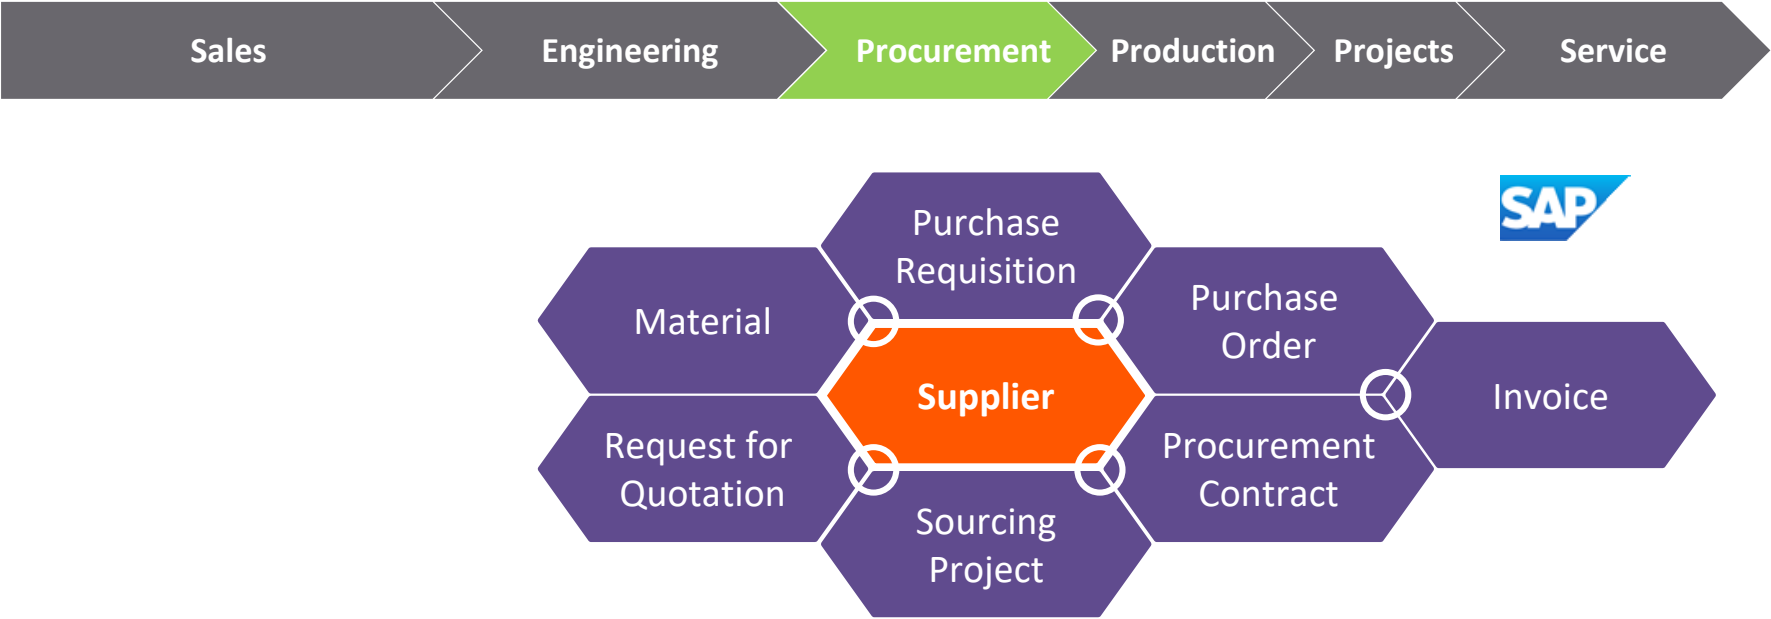 Sales
Engineering
Procurement
Production
Projects
Service
SAP
Purchase
Requisition
Material
Purchase
Order
Supplier
Invoice
Request for
Quotation
Procurement
Contract
Sourcing
Project